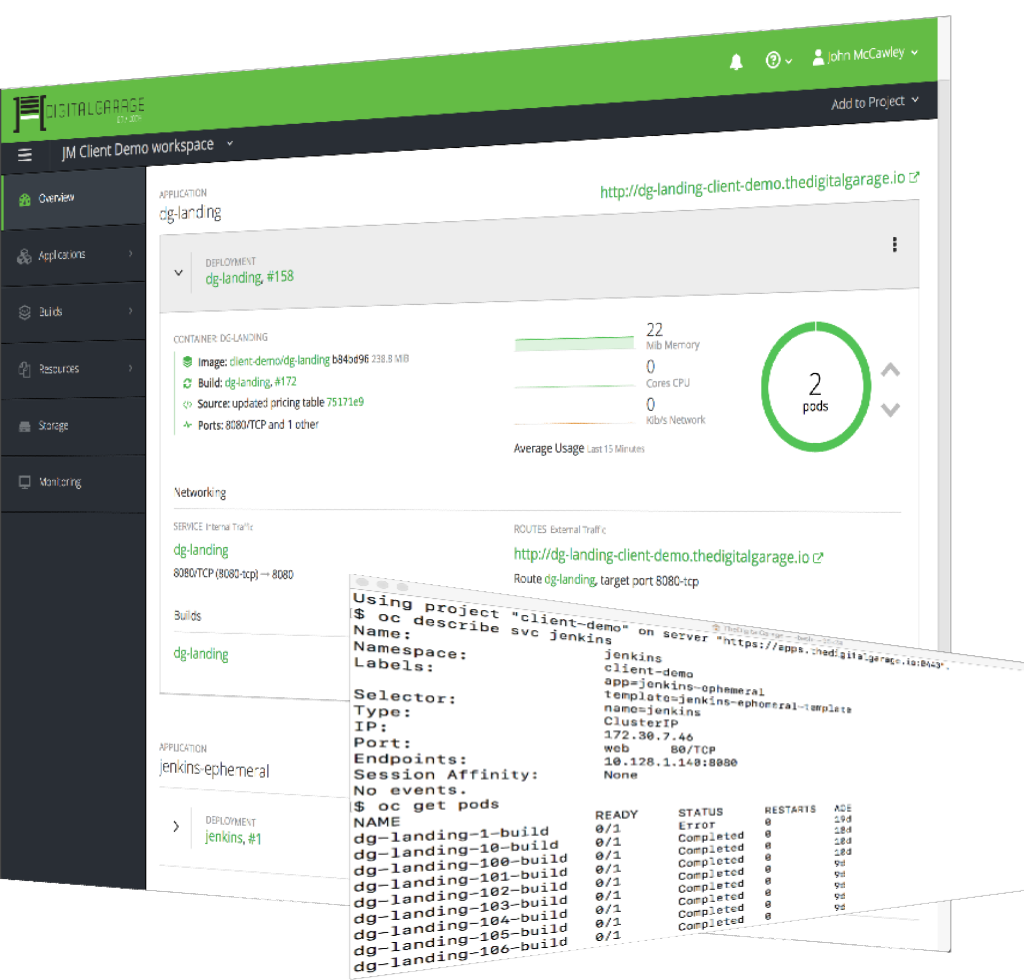 DIGITALGARAGE
John McCawley
Add to Project
JM Client Demo workspace
Overview
Applications
Builds
Resources
Storage
Monitoring
APPLICATION
dg-landing
http://dg-landing-client-demo.thedigitalgarage.io
DEPLOYMENT
dg-landing, #158
CONTAINER: DG-LANDING
Image: client-demo/dg-landing b84bd96 238.8 MiB
Build: dg-landing, #172
Source: updated pricing table 75171e9
Ports: 8080/TCP and 1 other
22
Mib Memory
0
Cores CPU
0
Kib/s Network
Average Usage Last 15 Minutes
2
pods
Networking
SERVICE Internal Traffic
dg-landing
8080/TCP (8080-tcp) → 8080
ROUTES External Traffic
http://dg-landing-client-demo.thedigitalgarage.io
Route dg-landing, target port 8080-tcp
Builds
dg-landing
APPLICATION
jenkins-ephemeral
DEPLOYMENT
jenkins, #1
Using project "client-demo" on server "https://apps.thedigitalgarage.io:8443".
$ oc describe svc jenkins
Name: jenkins
Namespace: client-demo
Labels: app=jenkins-ephemeral
template=jenkins-ephemeral-template
Selector: name=jenkins
Type: ClusterIP
IP: 172.30.7.46
Port: web 80/TCP
Endpoints: 10.128.1.140:8080
Session Affinity: None
No events.
$ oc get pods
NAME READY STATUS RESTARTS AGE
dg-landing-1-build 0/1 Error 0 19d
dg-landing-10-build 0/1 Completed 0 18d
dg-landing-100-build 0/1 Completed 0 18d
dg-landing-101-build 0/1 Completed 0 18d
dg-landing-102-build 0/1 Completed 0 9d
dg-landing-103-build 0/1 Completed 0 9d
dg-landing-104-build 0/1 Completed 0 9d
dg-landing-105-build 0/1 Completed 0 9d
dg-landing-106-build 0/1 Completed 0 9d